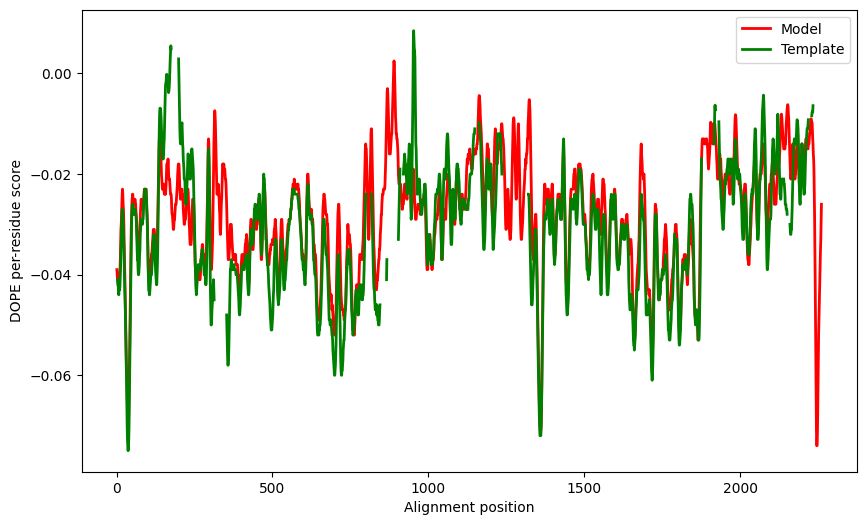 Model
Template
0.00
−0.02
−0.04
−0.06
DOPE per-residue score
0
500
1000
1500
2000
Alignment position